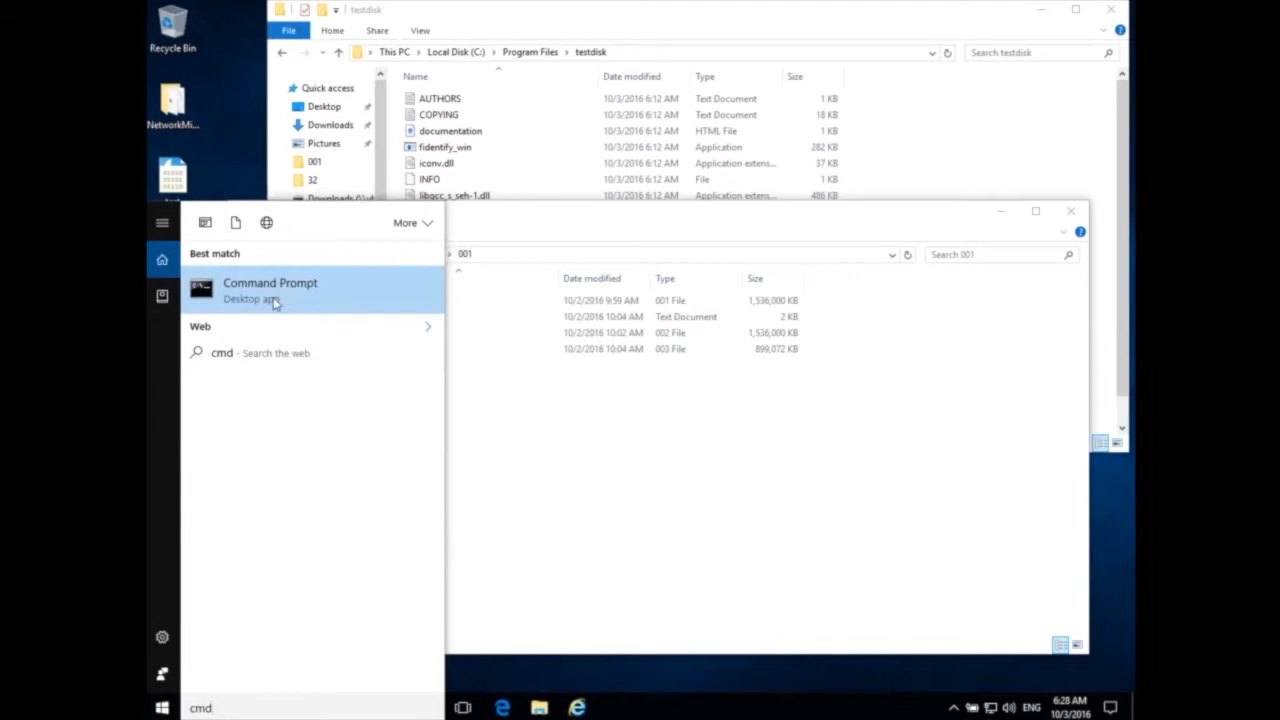 Recycle Bin
NetworkMi...
testdisk
File Home Share View
This PC > Local Disk (C:) > Program Files > testdisk
Search testdisk
Name Date modified Type Size
Quick access
Desktop
Downloads
Pictures
001
32
AUTHORS 10/3/2016 6:12 AM Text Document 1 KB
COPYING 10/3/2016 6:12 AM Text Document 18 KB
documentation 10/3/2016 6:12 AM HTML File 1 KB
fidentify_win 10/3/2016 6:12 AM Application 282 KB
iconv.dll 10/3/2016 6:12 AM Application extens... 37 KB
INFO 10/3/2016 6:12 AM File 1 KB
libgcc_s_seh-1.dll 10/3/2016 6:12 AM Application extens... 486 KB
More
Best match
Command Prompt
Desktop app
Web
cmd - Search the web
> 001
Search 001
Date modified Type Size
10/2/2016 9:59 AM 001 File 1,536,000 KB
10/2/2016 10:04 AM Text Document 2 KB
10/2/2016 10:02 AM 002 File 1,536,000 KB
10/2/2016 10:04 AM 003 File 899,072 KB
cmd
ENG
6:28 AM
10/3/2016